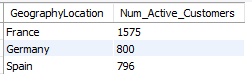 GeographyLocation Num_Active_Customers
France 1575
Germany 800
Spain 796